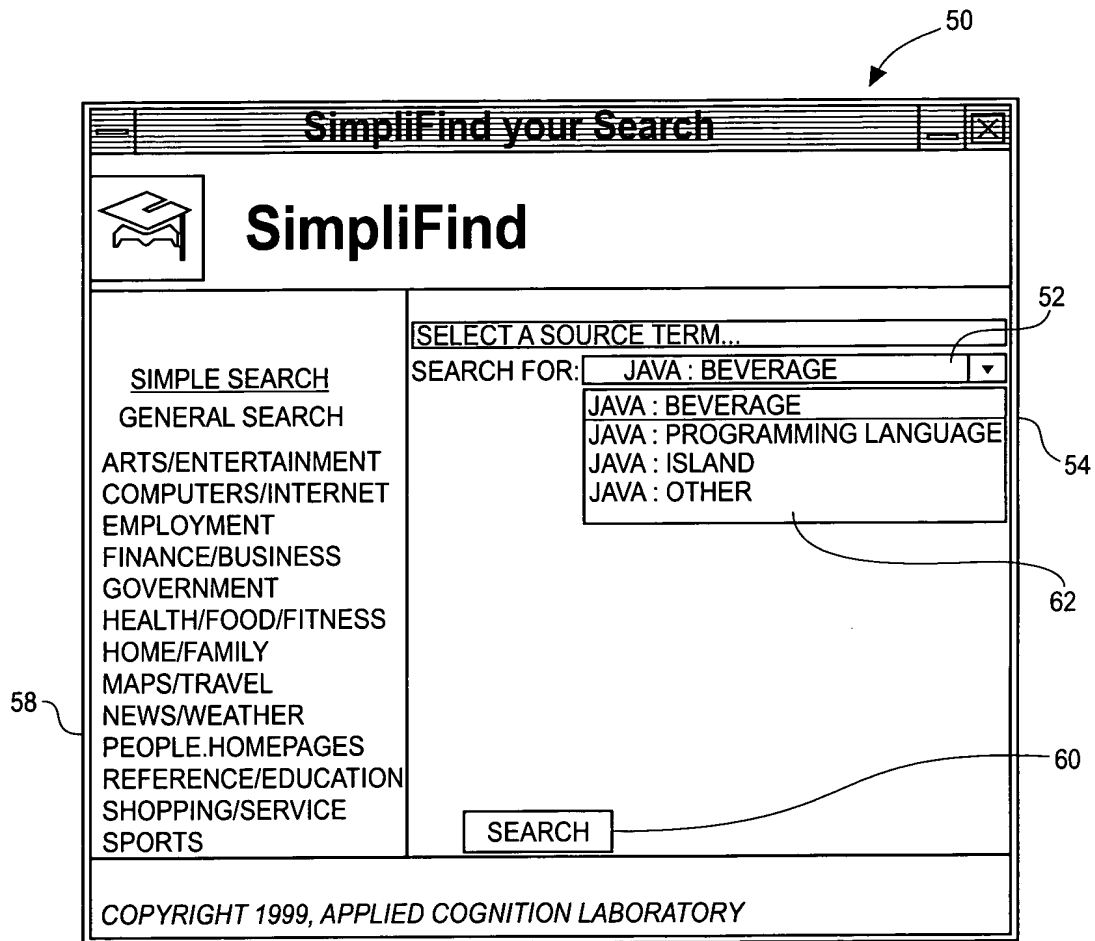 50
SimpliFind your Search
SimpliFind
52
SELECT A SOURCE TERM...
SEARCH FOR: JAVA : BEVERAGE
JAVA : BEVERAGE
JAVA : PROGRAMMING LANGUAGE
JAVA : ISLAND
JAVA : OTHER
54
62
SIMPLE SEARCH
GENERAL SEARCH
ARTS/ENTERTAINMENT
COMPUTERS/INTERNET
EMPLOYMENT
FINANCE/BUSINESS
GOVERNMENT
HEALTH/FOOD/FITNESS
HOME/FAMILY
MAPS/TRAVEL
58
NEWS/WEATHER
PEOPLE.HOMEPAGES
REFERENCE/EDUCATION
SHOPPING/SERVICE
SPORTS
60
SEARCH
COPYRIGHT 1999, APPLIED COGNITION LABORATORY